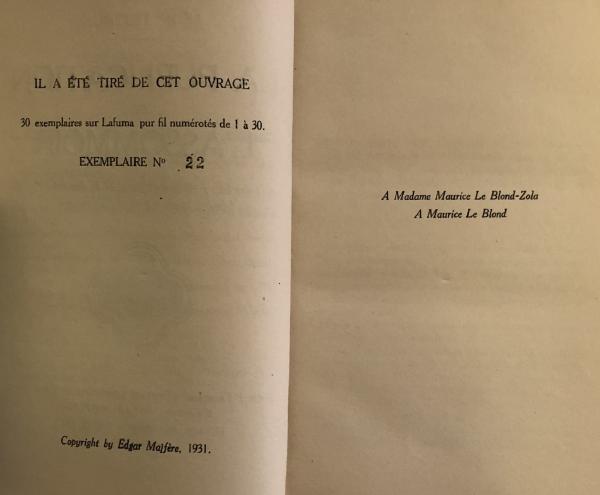 IL A ÉTÉ TIRÉ DE CET OUVRAGE
30 exemplaires sur Lafuma pur fil numérotés de 1 à 30.
EXEMPLAIRE No 22
Copyright by Edgar Malfère, 1931.
A Madame Maurice Le Blond-Zola
A Maurice Le Blond